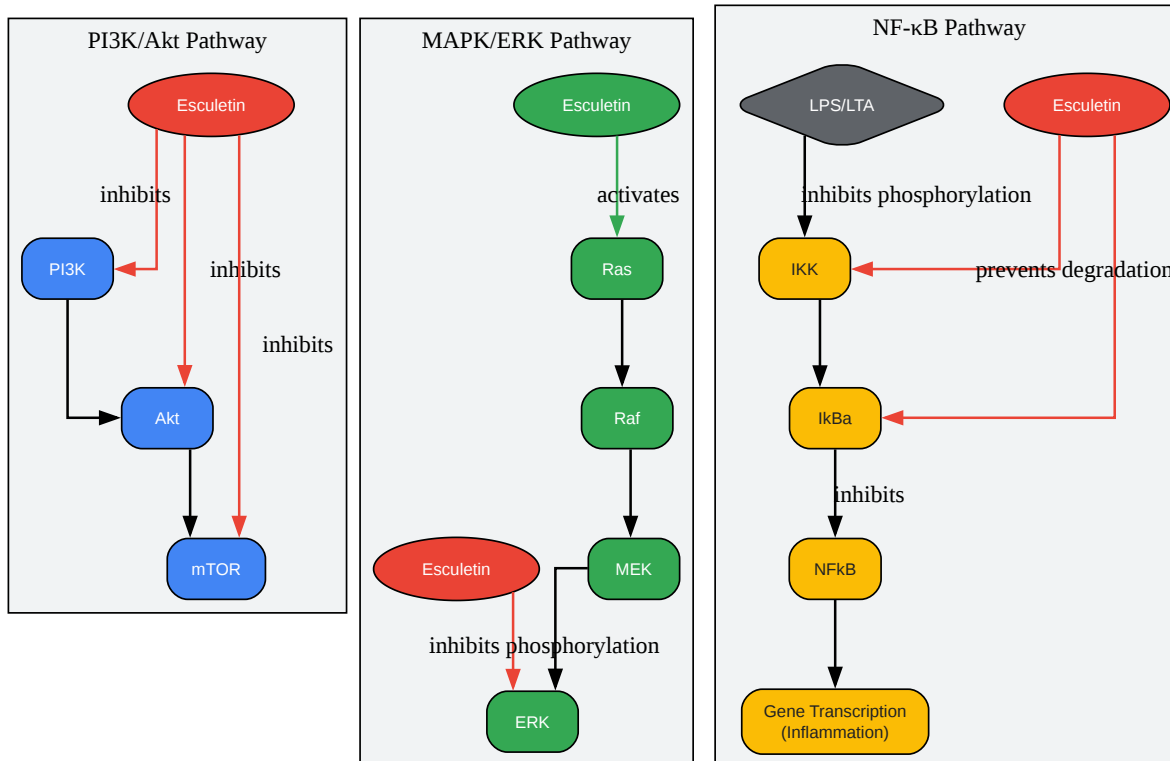 PI3K/Akt Pathway
Esculetin
inhibits
PI3K
inhibits
inhibits
Akt
mTOR
MAPK/ERK Pathway
Esculetin
activates
Ras
Raf
Esculetin
MEK
inhibits phosphorylation
ERK
NF-κB Pathway
LPS/LTA
Esculetin
inhibits phosphorylation
IKK
prevents degradation
IkBa
inhibits
NFkB
Gene Transcription
(Inflammation)